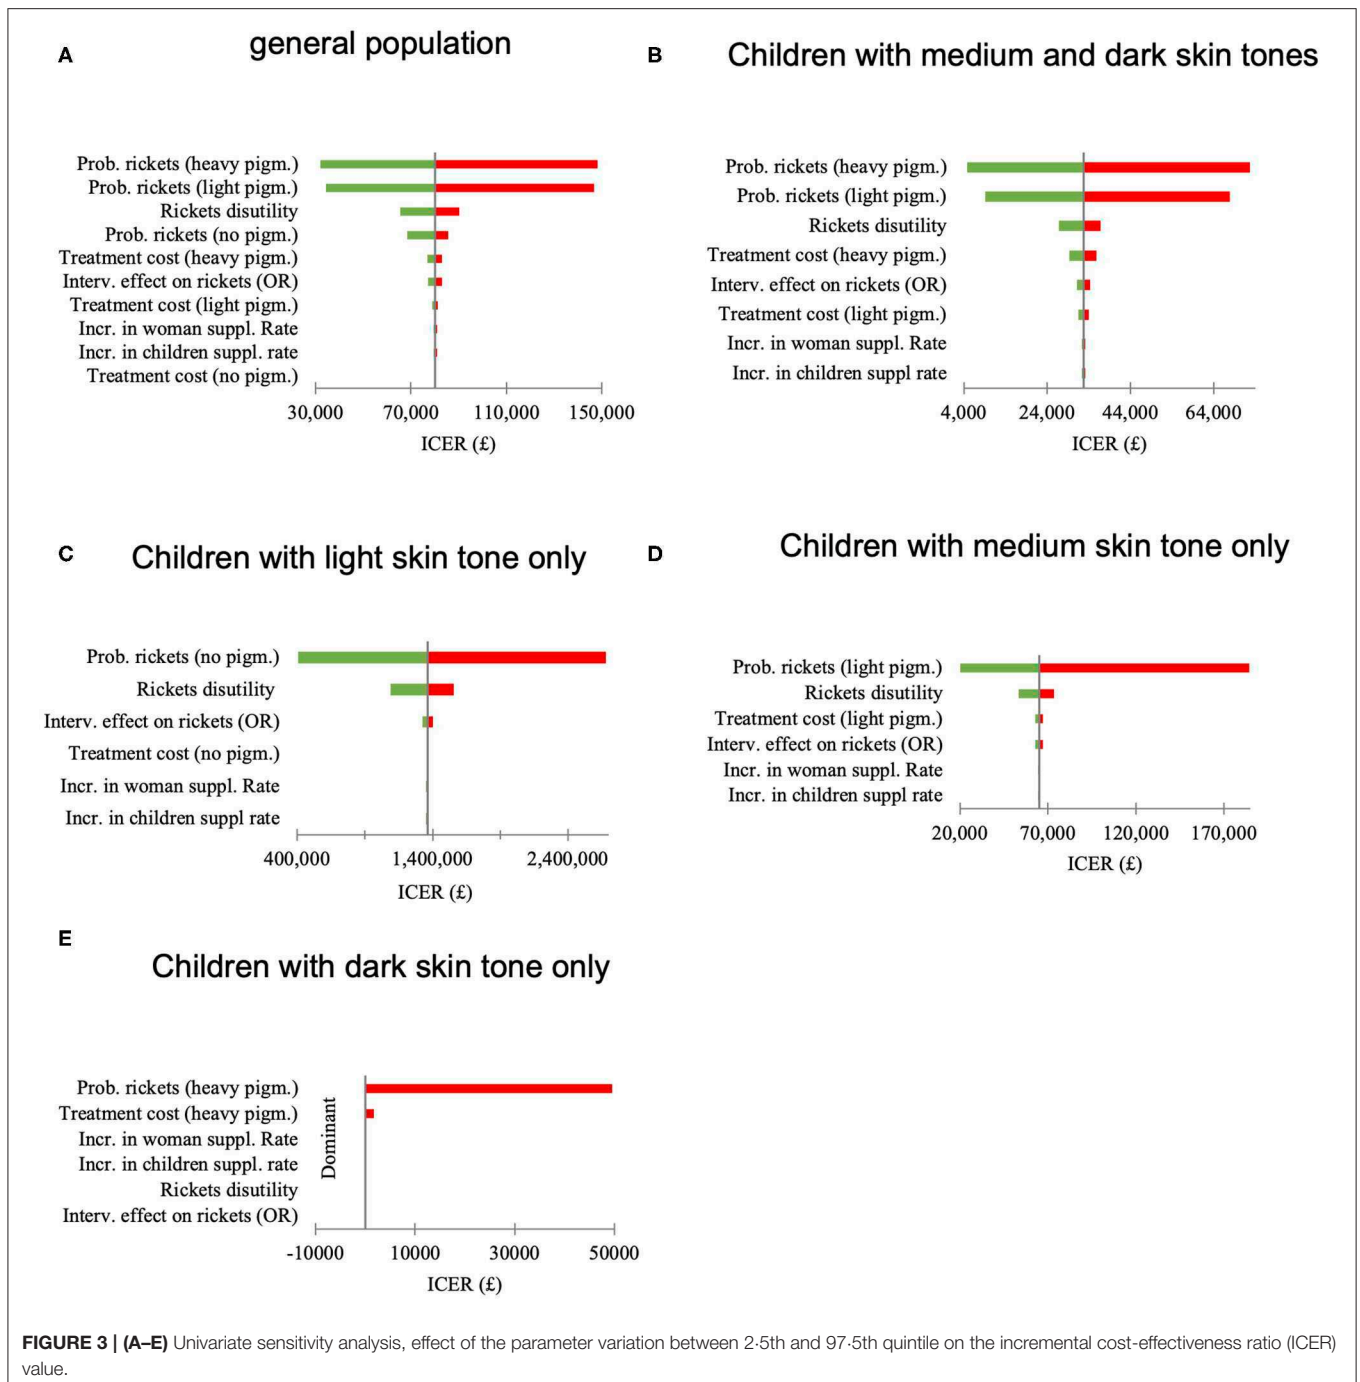 A
general population
Prob. rickets (heavy pigm.)
Prob. rickets (light pigm.)
Rickets disutility
Prob. rickets (no pigm.)
Treatment cost (heavy pigm.)
Interv. effect on rickets (OR)
Treatment cost (light pigm.)
Incr. in woman suppl. Rate
Incr. in children suppl. rate
Treatment cost (no pigm.)
30,000 70,000 110,000 150,000
ICER (£)
B
Children with medium and dark skin tones
Prob. rickets (heavy pigm.)
Prob. rickets (light pigm.)
Rickets disutility
Treatment cost (heavy pigm.)
Interv. effect on rickets (OR)
Treatment cost (light pigm.)
Incr. in woman suppl. Rate
Incr. in children suppl rate
4,000 24,000 44,000 64,000
ICER (£)
C
Children with light skin tone only
Prob. rickets (no pigm.)
Rickets disutility
Interv. effect on rickets (OR)
Treatment cost (no pigm.)
Incr. in woman suppl. Rate
Incr. in children suppl rate
400,000 1,400,000 2,400,000
ICER (£)
D
Children with medium skin tone only
Prob. rickets (light pigm.)
Rickets disutility
Treatment cost (light pigm.)
Interv. effect on rickets (OR)
Incr. in woman suppl. Rate
Incr. in children suppl rate
20,000 70,000 120,000 170,000
ICER (£)
E
Children with dark skin tone only
Prob. rickets (heavy pigm.)
Treatment cost (heavy pigm.)
Incr. in woman suppl. Rate
Incr. in children suppl. rate
Rickets disutility
Interv. effect on rickets (OR)
Dominant
-10000 10000 30000 50000
ICER (£)
FIGURE 3 | (A–E) Univariate sensitivity analysis, effect of the parameter variation between 2·5th and 97·5th quintile on the incremental cost-effectiveness ratio (ICER)
value.